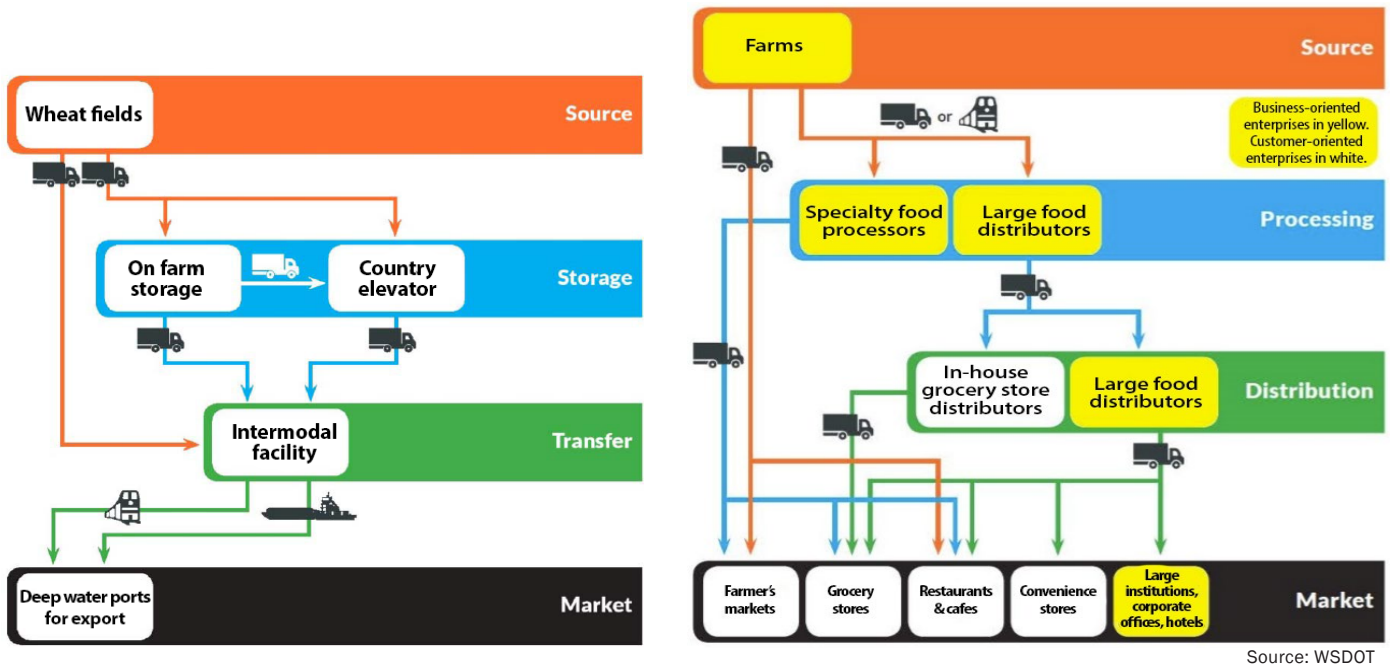 Wheat fields
Source
On farm
storage
Country
elevator
Storage
Intermodal
facility
Transfer
Deep water ports
for export
Market
Farms
Source
or
Business-oriented
enterprises in yellow.
Customer-oriented
enterprises in white.
Specialty food
processors
Large food
distributors
Processing
In-house
grocery store
distributors
Large food
distributors
Distribution
Farmer's
markets
Grocery
stores
Restaurants
& cafes
Convenience
stores
Large
institutions,
corporate
offices, hotels
Market
Source: WSDOT